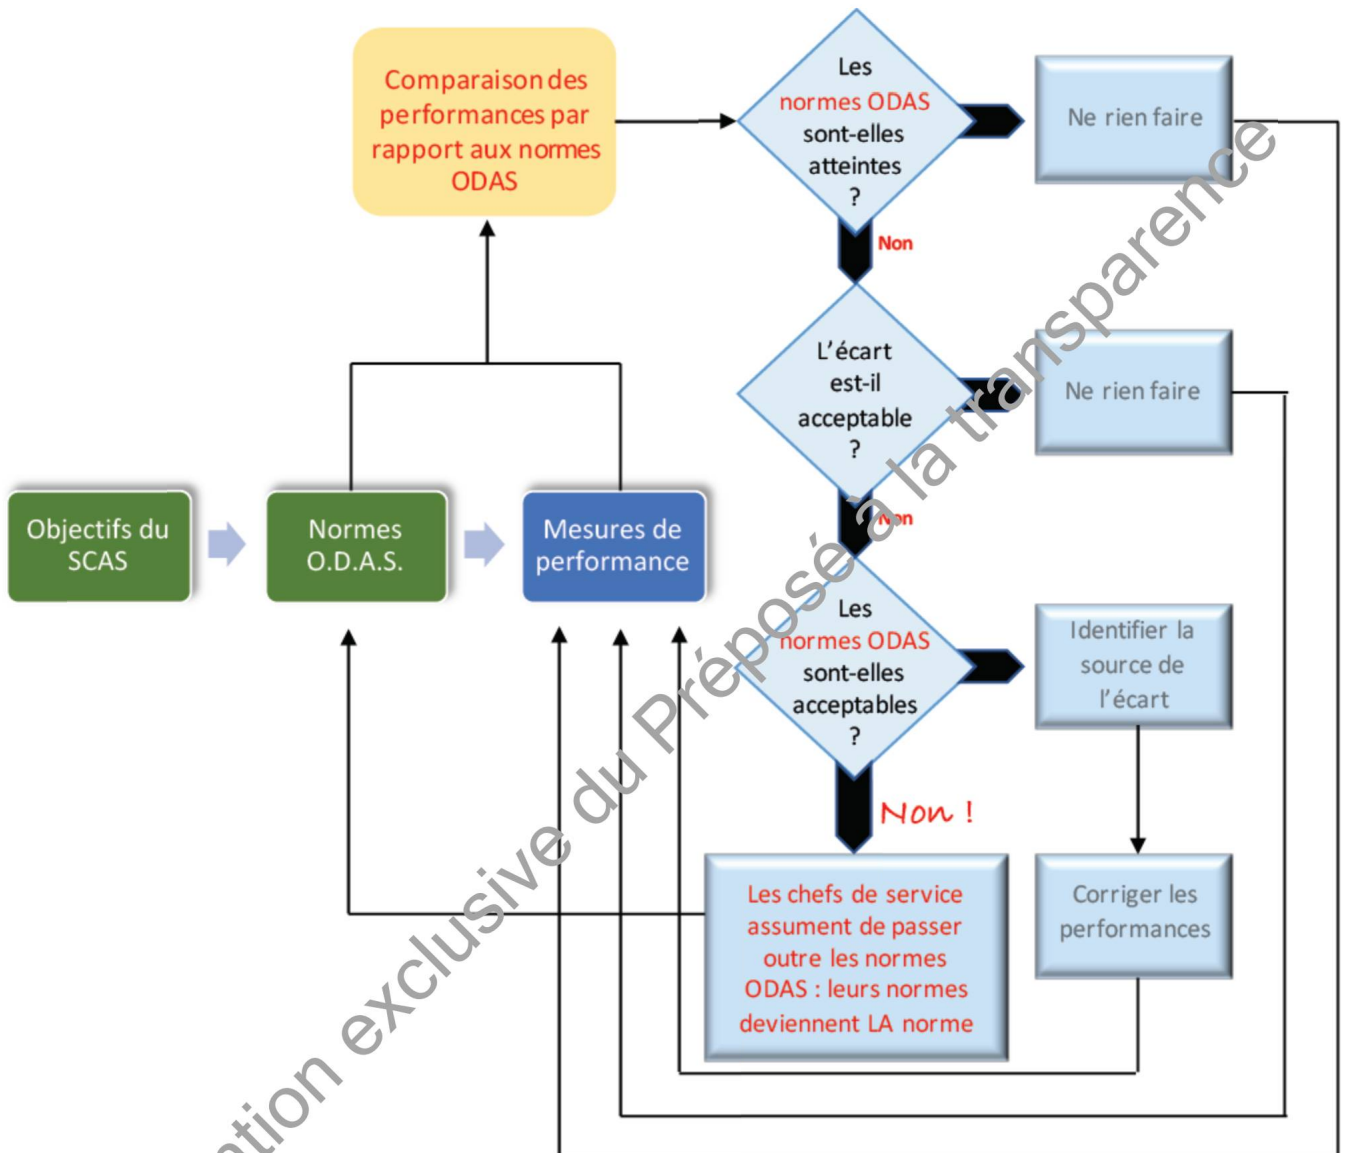 Comparaison des
performances par
rapport aux normes
ODAS
Les
normes ODAS
sont-elles
atteintes
?
Ne rien faire
Non
L'écart
est-il
acceptable
?
Ne rien faire
Non
Objectifs du
SCAS
Normes
O.D.A.S.
Mesures de
performance
Les
normes ODAS
sont-elles
acceptables
?
Identifier la
source de
l'écart
Non !
Les chefs de service
assument de passer
outre les normes
ODAS : leurs normes
deviennent LA norme
Corriger les
performances
exclusive du Préposé à la transparence